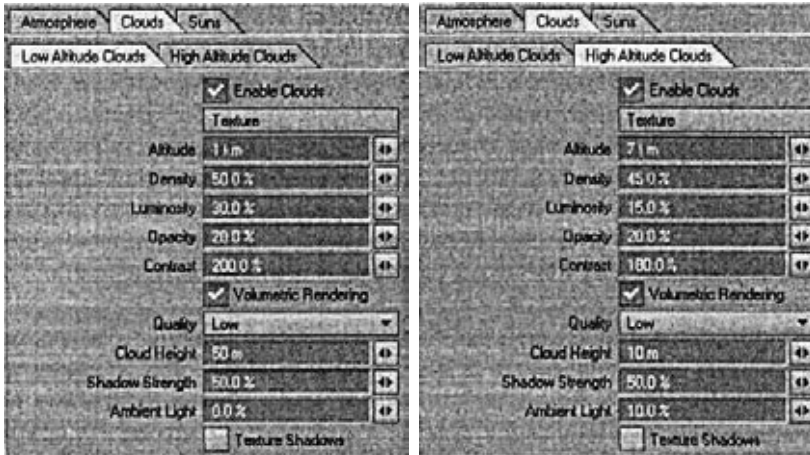 Atmosphere Clouds Suns
Low Altitude Clouds High Altitude Clouds
Enable Clouds
Texture
Altitude 1 m
Density 50.0 %
Luminosity 30.0 %
Opacity 20.0 %
Contrast 200.0 %
Volumetric Rendering
Quality Low
Cloud Height 50 m
Shadow Strength 50.0 %
Ambient Light 0.0 %
Texture Shadows
Atmosphere Clouds Suns
Low Altitude Clouds High Altitude Clouds
Enable Clouds
Texture
Altitude
Density 45.0 %
Luminosity 15.0 %
Opacity 20.0 %
Contrast 180.0 %
Volumetric Rendering
Quality Low
Cloud Height 10 m
Shadow Strength 50.0 %
Ambient Light 10.0 %
Texture Shadows